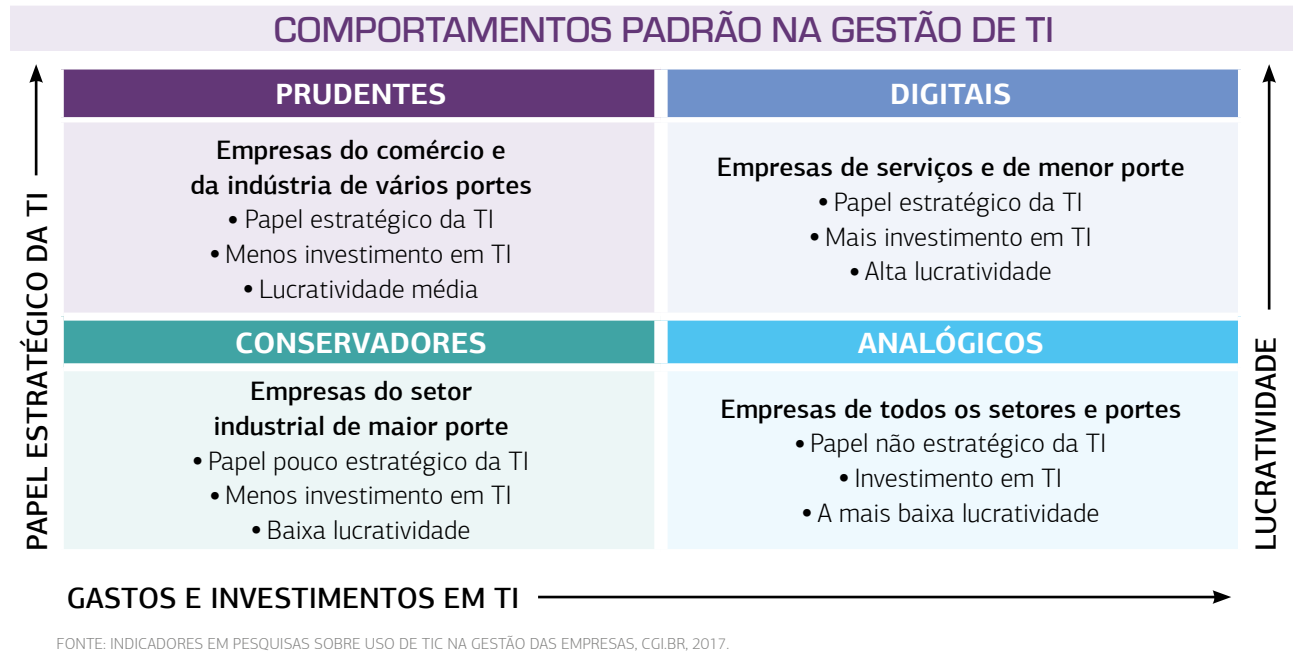 COMPORTAMENTOS PADRÃO NA GESTÃO DE TI
PAPEL ESTRATÉGICO DA TI
PRUDENTES
Empresas do comércio e
da indústria de vários portes
• Papel estratégico da TI
• Menos investimento em TI
• Lucratividade média
DIGITAIS
Empresas de serviços e de menor porte
• Papel estratégico da TI
• Mais investimento em TI
• Alta lucratividade
CONSERVADORES
Empresas do setor
industrial de maior porte
• Papel pouco estratégico da TI
• Menos investimento em TI
• Baixa lucratividade
ANALÓGICOS
Empresas de todos os setores e portes
• Papel não estratégico da TI
• Investimento em TI
• A mais baixa lucratividade
LUCRATIVIDADE
GASTOS E INVESTIMENTOS EM TI
FONTE: INDICADORES EM PESQUISAS SOBRE USO DE TIC NA GESTÃO DAS EMPRESAS, CGI.BR, 2017.